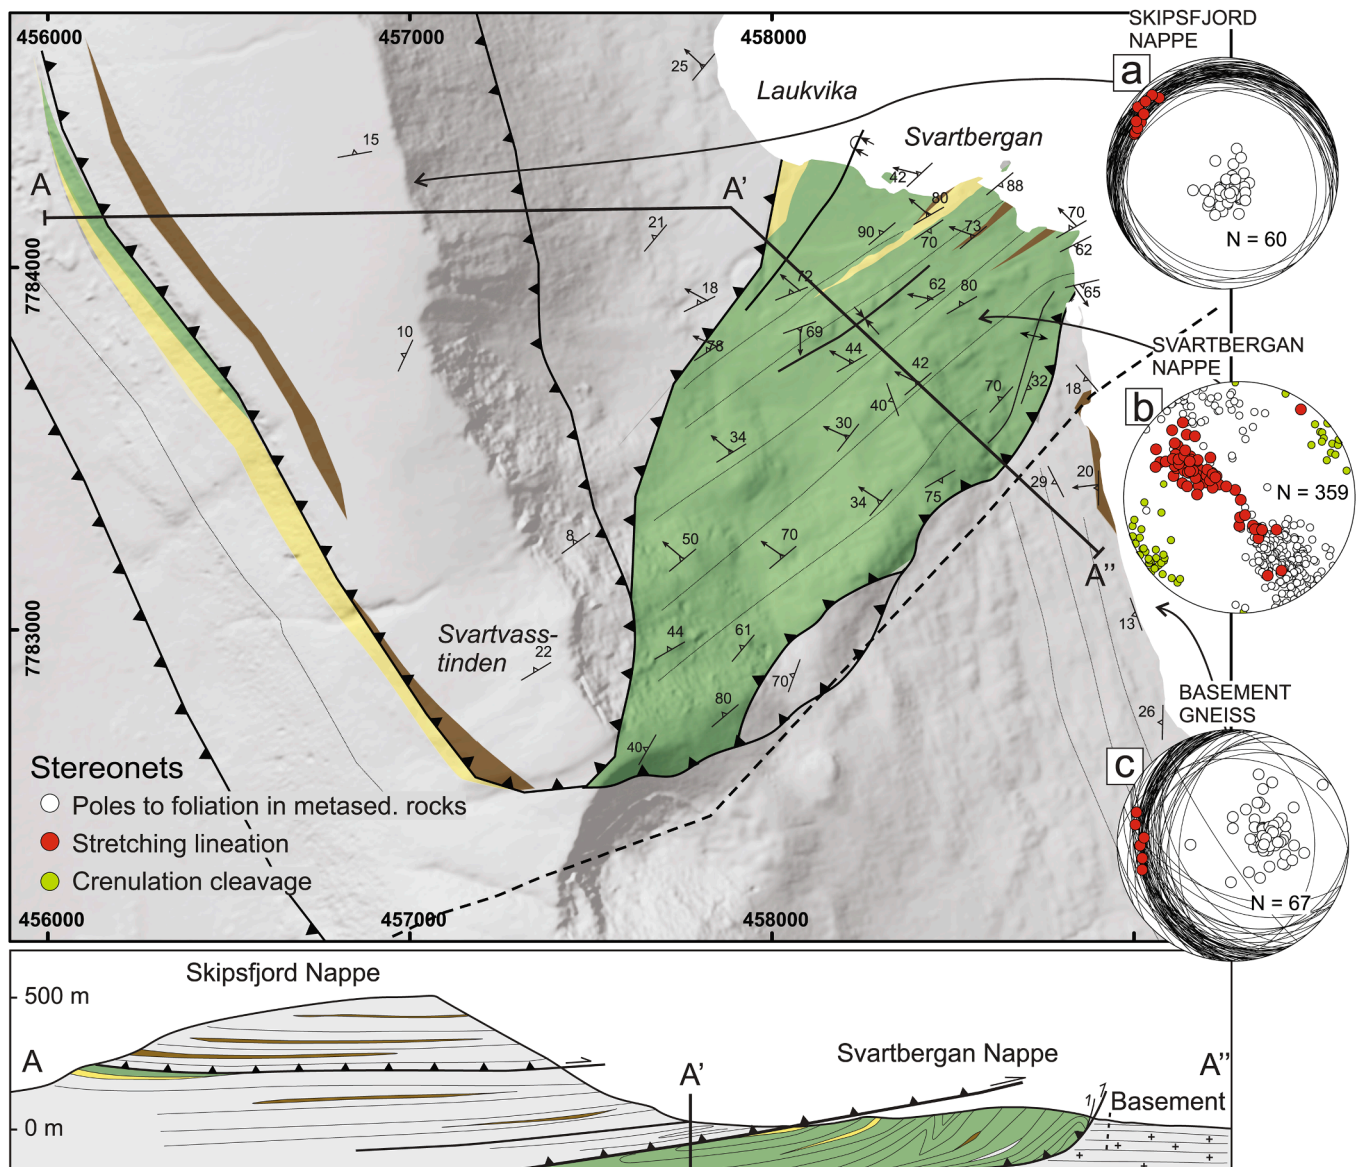 456000
457000
458000
SKIPSFJORD
NAPPE
a
N = 60
Laukvika
Svartbergan
25
15
A
A'
42
88
80
70
90
70
73
62
21
7784000
72
18
62
80
65
SVARTBERGAN
NAPPE
69
78
10
44
42
18
b
70
32
40
34
30
N = 359
20
29
75
34
8
50
70
A"
7783000
Svartvass-
tinden
22
44
61
13
70
80
BASEMENT
GNEISS
26
40
c
N = 67
Stereonets
Poles to foliation in metased. rocks
Stretching lineation
Crenulation cleavage
456000
457000
458000
Skipsfjord Nappe
500 m
A
Svartbergan Nappe
A'
A"
Basement
0 m